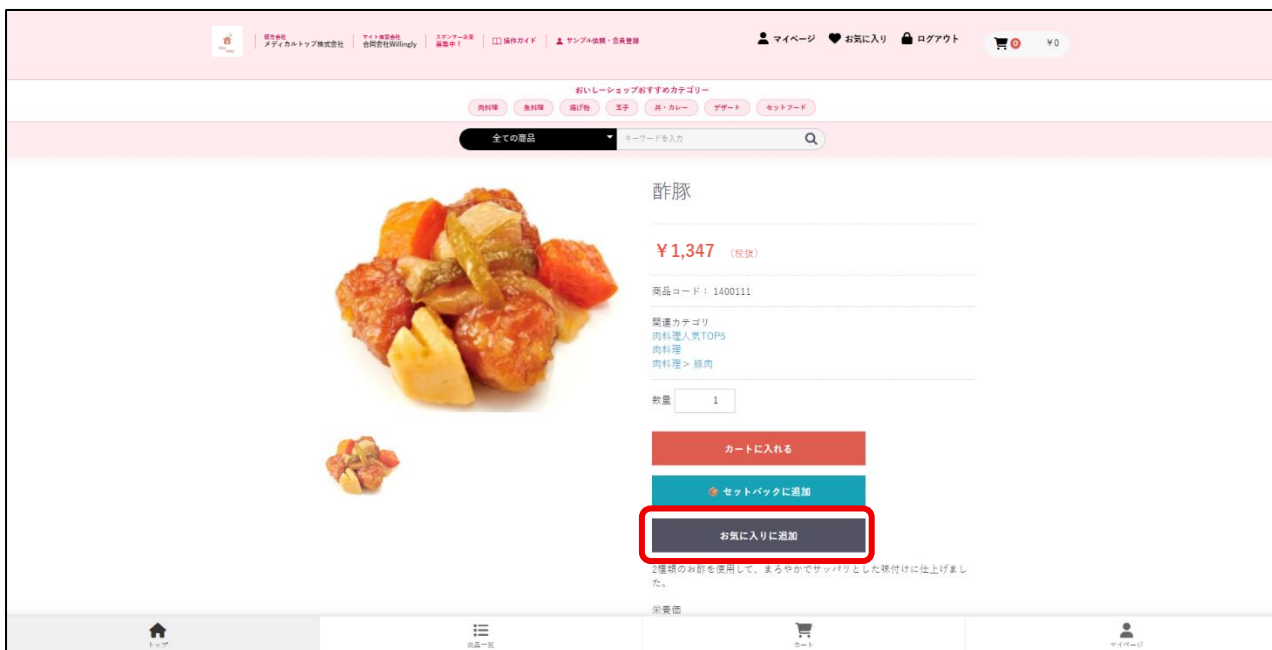 販売会社
メディカルトップ株式会社
サイト運営会社
合同会社Willingly
スポンサー企業
募集中！
操作ガイド
サンプル依頼・会員登録
マイページ
お気に入り
ログアウト
0
¥0
おいしーショップおすすめカテゴリー
肉料理 魚料理 揚げ物 玉子 丼・カレー デザート セットフード
全ての商品
キーワードを入力
酢豚
¥1,347 （税抜）
商品コード： 1400111
関連カテゴリ
肉料理人気TOP5
肉料理
肉料理＞ 豚肉
数量 1
カートに入れる
セットパックに追加
お気に入りに追加
2種類のお酢を使用して、まろやかでサッパリとした味付けに仕上げまし
た。
栄養価
トップ
商品一覧
カート
マイページ